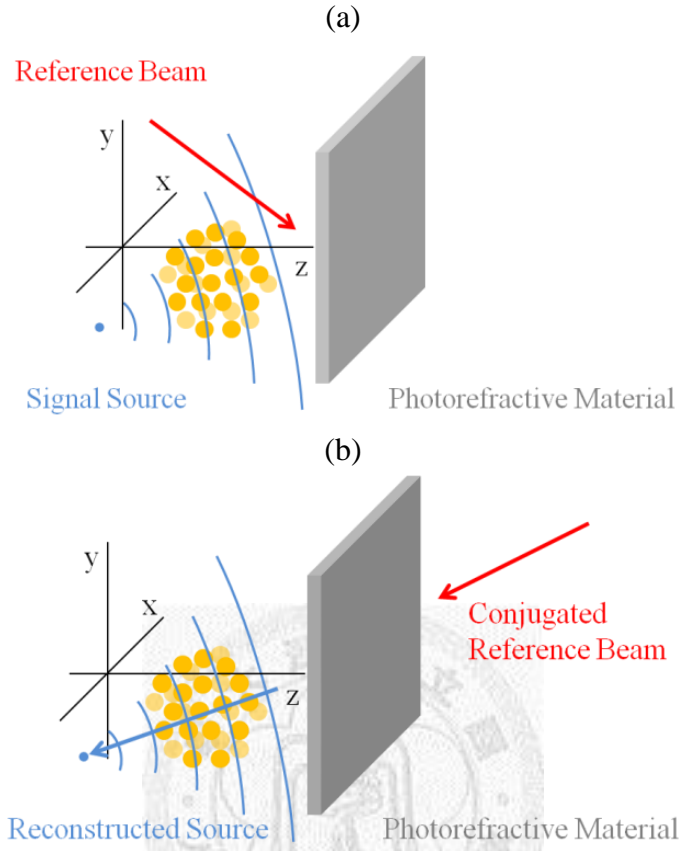 (a)
Reference Beam
y
x
z
Signal Source
Photorefractive Material
(b)
y
x
z
Conjugated
Reference Beam
Reconstructed Source
Photorefractive Material